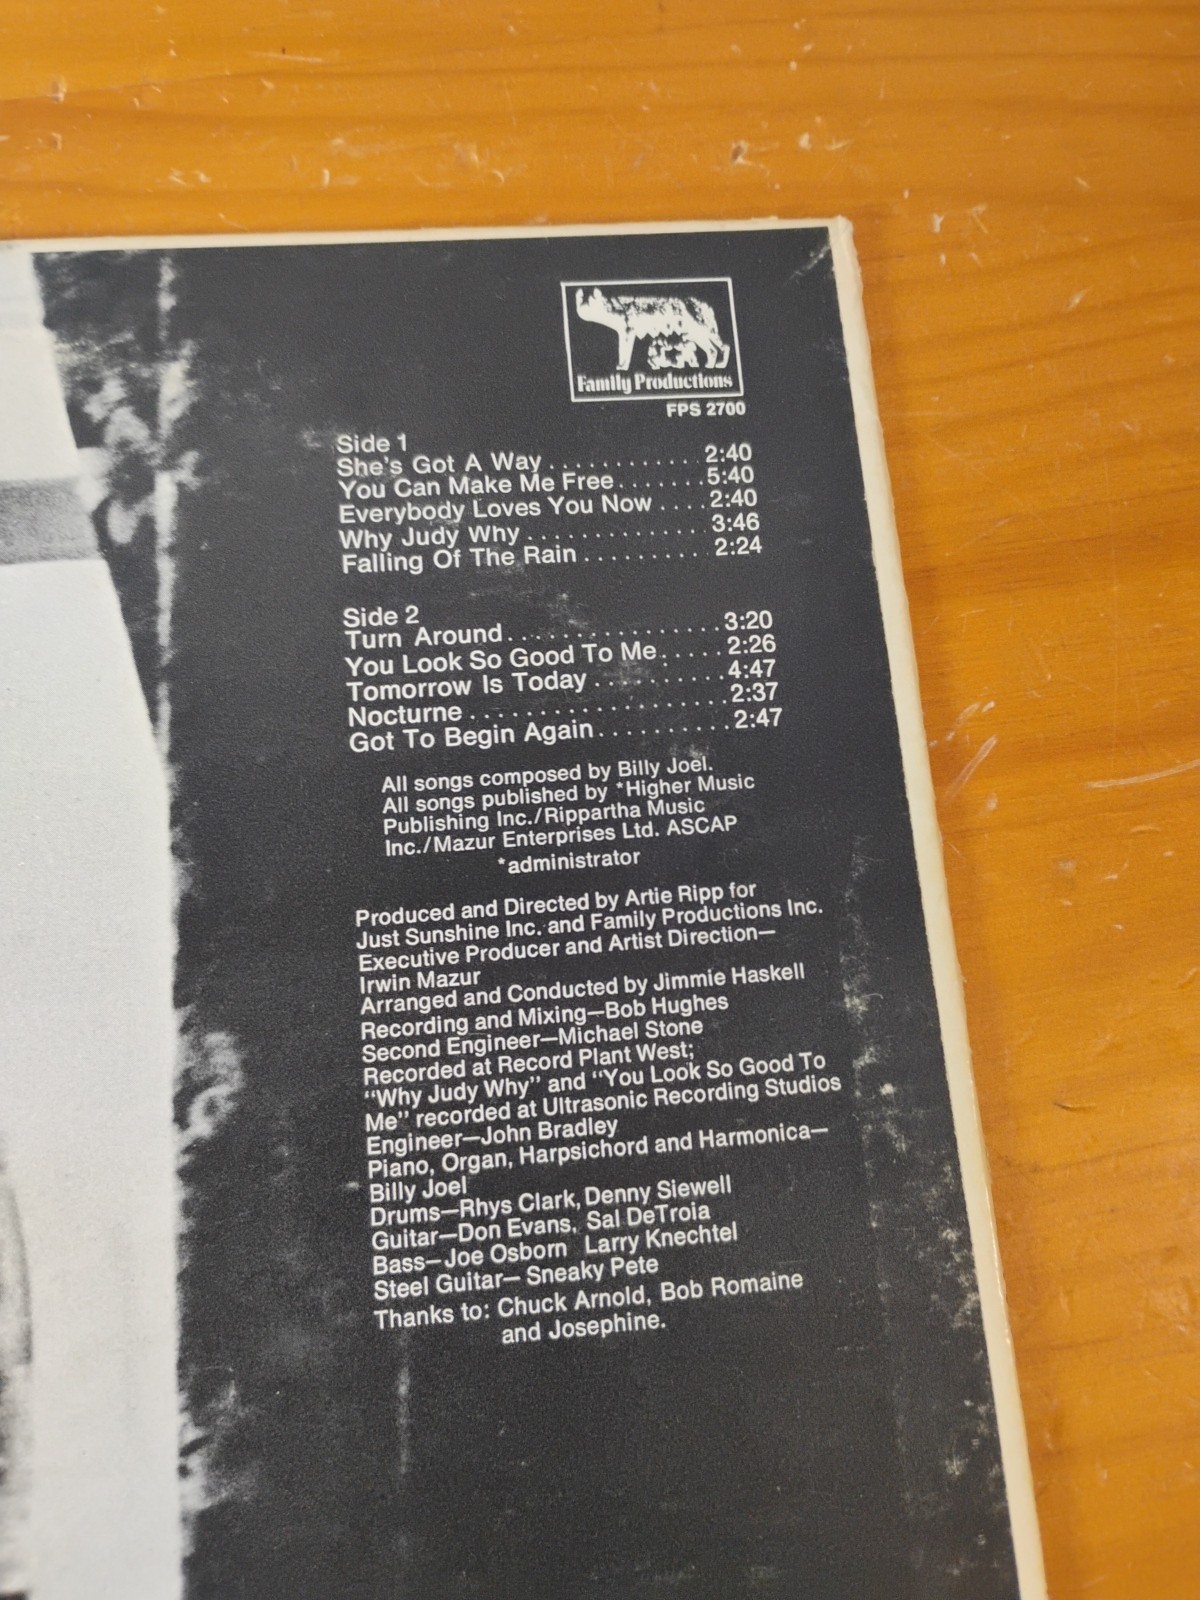 Family Productions
FPS 2700
Side 1
She's Got A Way . . . . . . . . . . . . 2:40
You Can Make Me Free . . . . . . . 5:40
Everybody Loves You Now . . . . 2:40
Why Judy Why . . . . . . . . . . . . . . 3:46
Falling Of The Rain . . . . . . . . . . 2:24
Side 2
Turn Around . . . . . . . . . . . . . . . . 3:20
You Look So Good To Me . . . . . 2:26
Tomorrow Is Today . . . . . . . . . . 4:47
Nocturne . . . . . . . . . . . . . . . . . . . 2:37
Got To Begin Again . . . . . . . . . . 2:47
All songs composed by Billy Joel.
All songs published by *Higher Music
Publishing Inc./Rippartha Music
Inc./Mazur Enterprises Ltd. ASCAP
*administrator
Produced and Directed by Artie Ripp for
Just Sunshine Inc. and Family Productions Inc.
Executive Producer and Artist Direction—
Irwin Mazur
Arranged and Conducted by Jimmie Haskell
Recording and Mixing—Bob Hughes
Second Engineer—Michael Stone
Recorded at Record Plant West;
"Why Judy Why" and "You Look So Good To
Me" recorded at Ultrasonic Recording Studios
Engineer—John Bradley
Piano, Organ, Harpsichord and Harmonica—
Billy Joel
Drums—Rhys Clark, Denny Siewell
Guitar—Don Evans, Sal DeTroia
Bass—Joe Osborn Larry Knechtel
Steel Guitar— Sneaky Pete
Thanks to: Chuck Arnold, Bob Romaine
and Josephine.